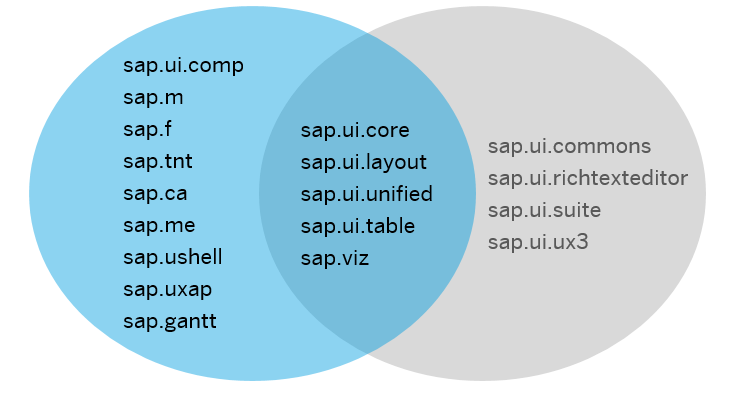 sap.ui.comp
sap.m
sap.f
sap.tnt
sap.ca
sap.me
sap.ushell
sap.uxap
sap.gantt
sap.ui.core
sap.ui.layout
sap.ui.unified
sap.ui.table
sap.viz
sap.ui.commons
sap.ui.richtexteditor
sap.ui.suite
sap.ui.ux3